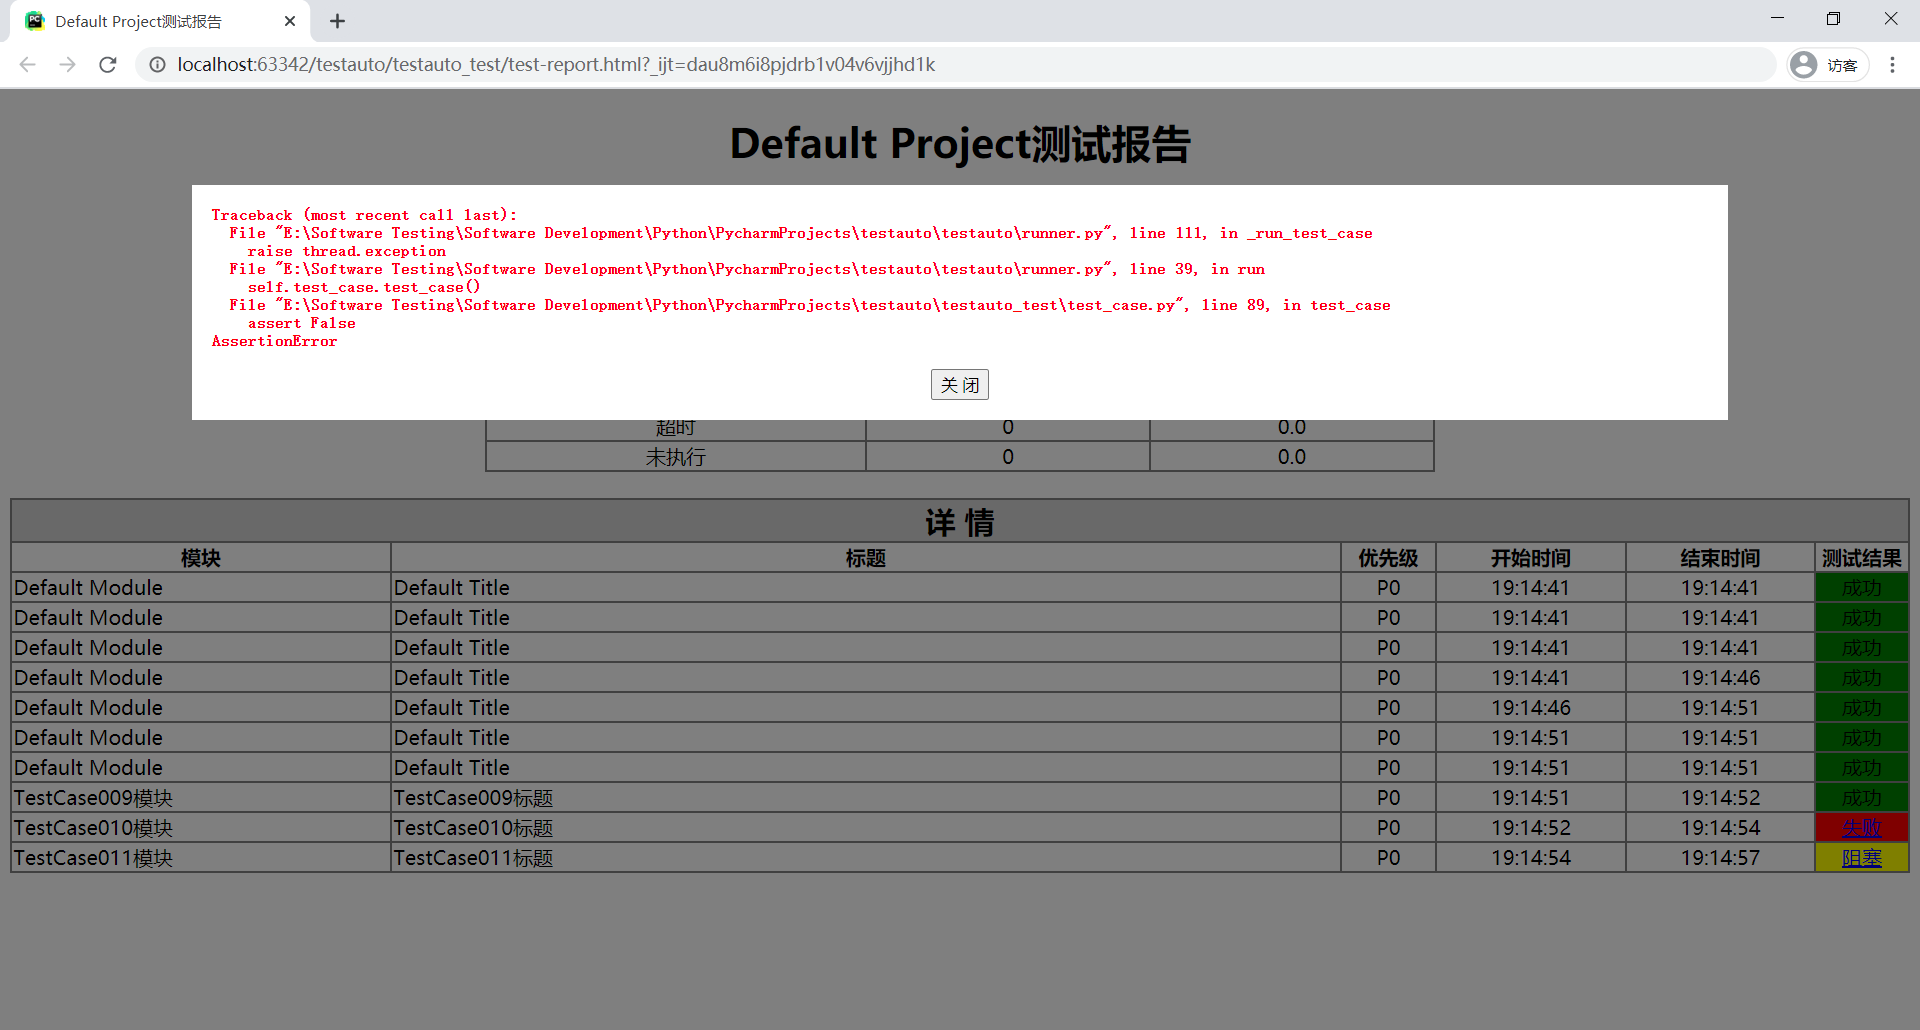 Default Project测试报告
localhost:63342/testauto/testauto_test/test-report.html?_ijt=dau8m6i8pjdrb1v04v6vjjhd1k
访客
Default Project测试报告
Traceback (most recent call last):
File "E:\Software Testing\Software Development\Python\PycharmProjects\testauto\testauto\runner.py", line 111, in _run_test_case
raise thread.exception
File "E:\Software Testing\Software Development\Python\PycharmProjects\testauto\testauto\runner.py", line 39, in run
self.test_case.test_case()
File "E:\Software Testing\Software Development\Python\PycharmProjects\testauto\testauto_test\test_case.py", line 89, in test_case
assert False
AssertionError
关 闭
超时 0 0.0
未执行 0 0.0
详 情
模块 标题 优先级 开始时间 结束时间 测试结果
Default Module Default Title P0 19:14:41 19:14:41 成功
Default Module Default Title P0 19:14:41 19:14:41 成功
Default Module Default Title P0 19:14:41 19:14:41 成功
Default Module Default Title P0 19:14:41 19:14:46 成功
Default Module Default Title P0 19:14:46 19:14:51 成功
Default Module Default Title P0 19:14:51 19:14:51 成功
Default Module Default Title P0 19:14:51 19:14:51 成功
TestCase009模块 TestCase009标题 P0 19:14:51 19:14:52 成功
TestCase010模块 TestCase010标题 P0 19:14:52 19:14:54 失败
TestCase011模块 TestCase011标题 P0 19:14:54 19:14:57 阻塞